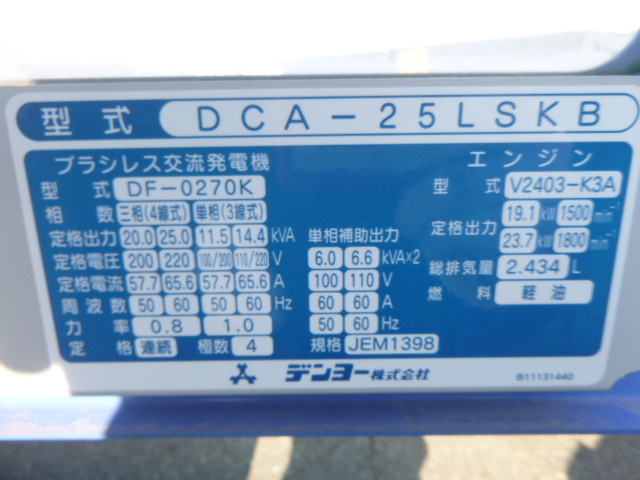 型式 DCA-25LSKB
ブラシレス交流発電機
型式 DF-0270K
相数 三相(4線式) 単相(3線式)
定格出力 20.0 25.0 11.5 14.4 kVA
定格電圧 200 220 100/200 110/220 V
定格電流 57.7 65.6 57.7 65.6 A
周波数 50 60 50 60 Hz
力率 0.8 1.0
定格 連続 極数 4
単相補助出力
6.0 6.6 kVA×2
100 110 V
60 60 A
50 60 Hz
規格 JEM1398
エンジン
型式 V2403-K3A
定格出力 19.1 kW 1500 min⁻¹
23.7 kW 1800 min⁻¹
総排気量 2.434 L
燃料 軽油
デンヨー株式会社
B11131440